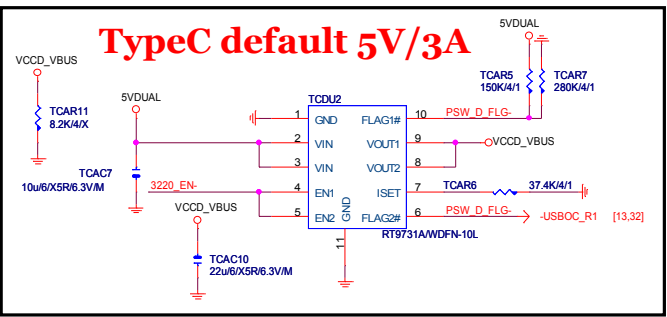 TypeC default 5V/3A
5VDUAL
VCCD_VBUS
TCAR5
150K/4/1
TCAR7
280K/4/1
5VDUAL
TCDU2
TCAR11
8.2K/4/X
1
GND
FLAG1#
10
PSW_D_FLG-
2
VIN
VOUT1
9
VCCD_VBUS
3
VIN
VOUT2
8
TCAC7
10u/6/X5R/6.3V/M
3220_EN-
4
EN1
ISET
7
TCAR6
37.4K/4/1
VCCD_VBUS
5
EN2
GND
FLAG2#
6
PSW_D_FLG-
-USBOC_R1
[13,32]
11
RT9731A/WDFN-10L
TCAC10
22u/6/X5R/6.3V/M